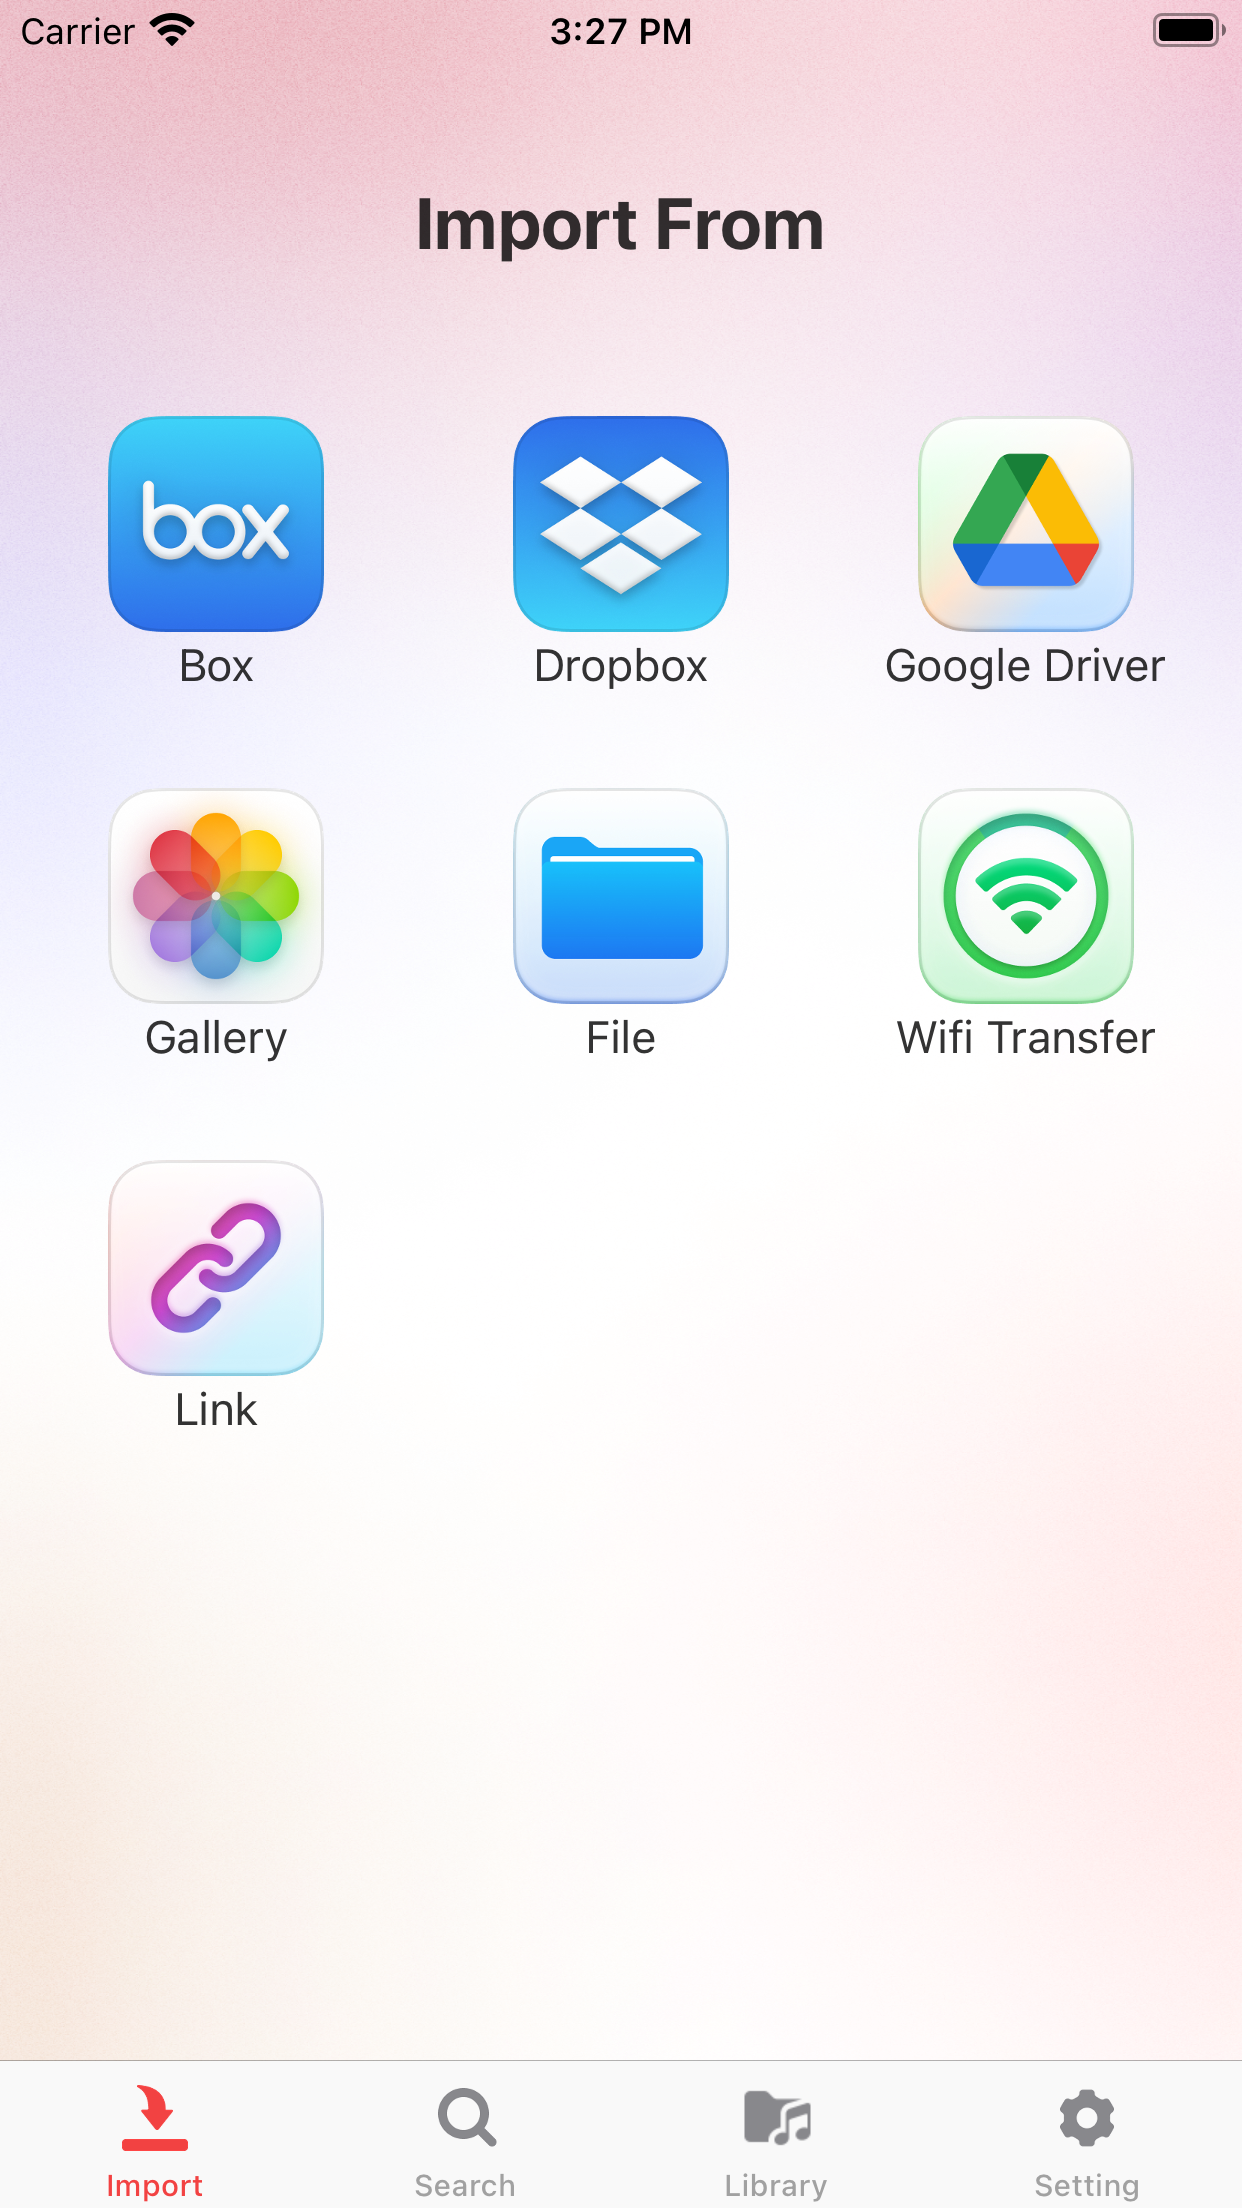 Carrier 3:27 PM
Import From
box
Box Dropbox Google Driver
Gallery File Wifi Transfer
Link
Import Search Library Setting